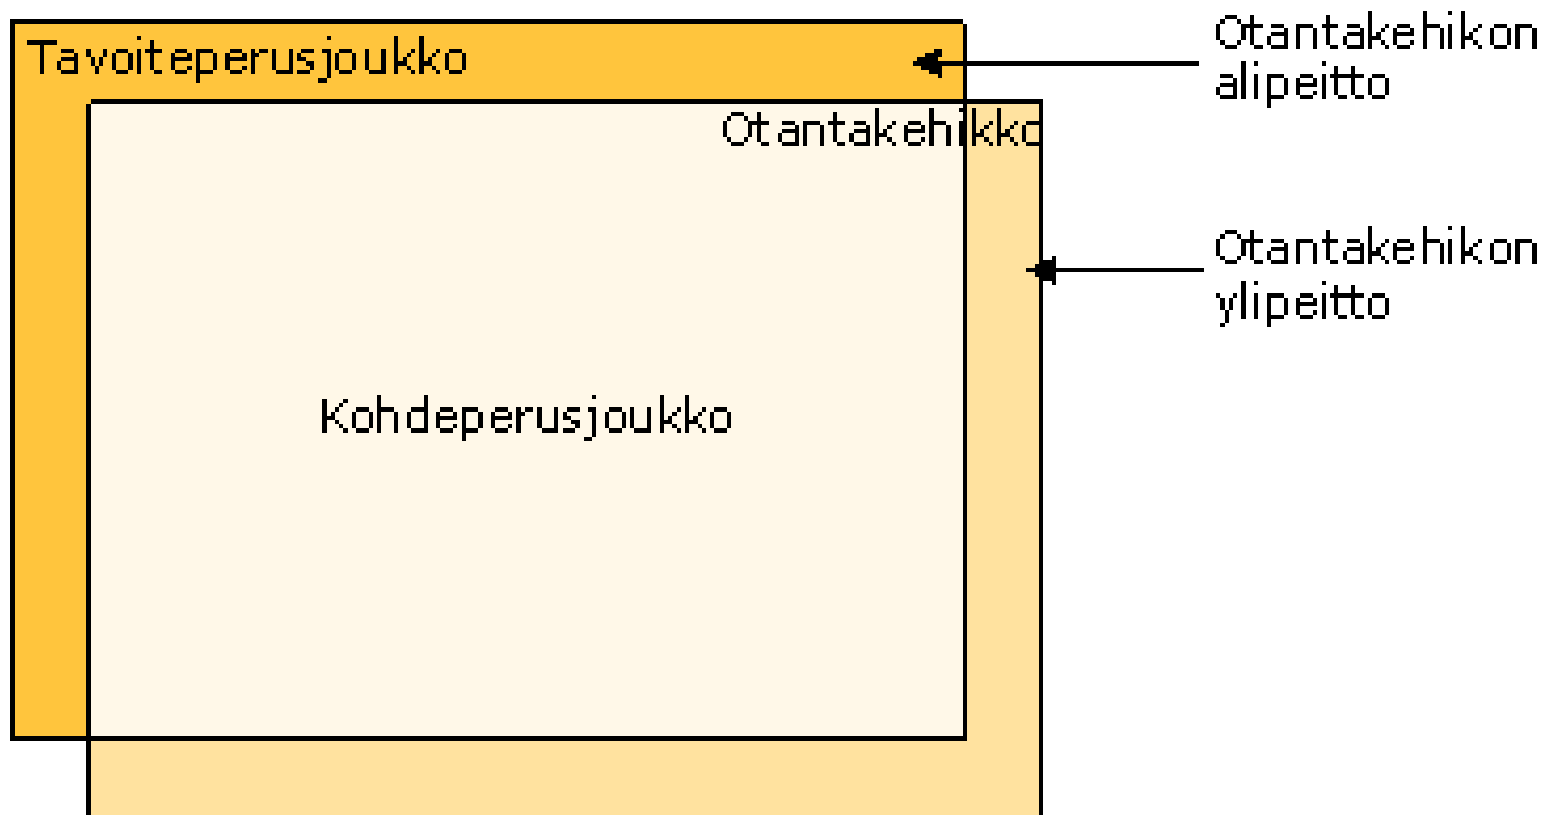 Tavoiteperusjoukko
Otantakehikon
alipeitto
Otantakehikko
Otantakehikon
ylipeitto
Kohdeperusjoukko